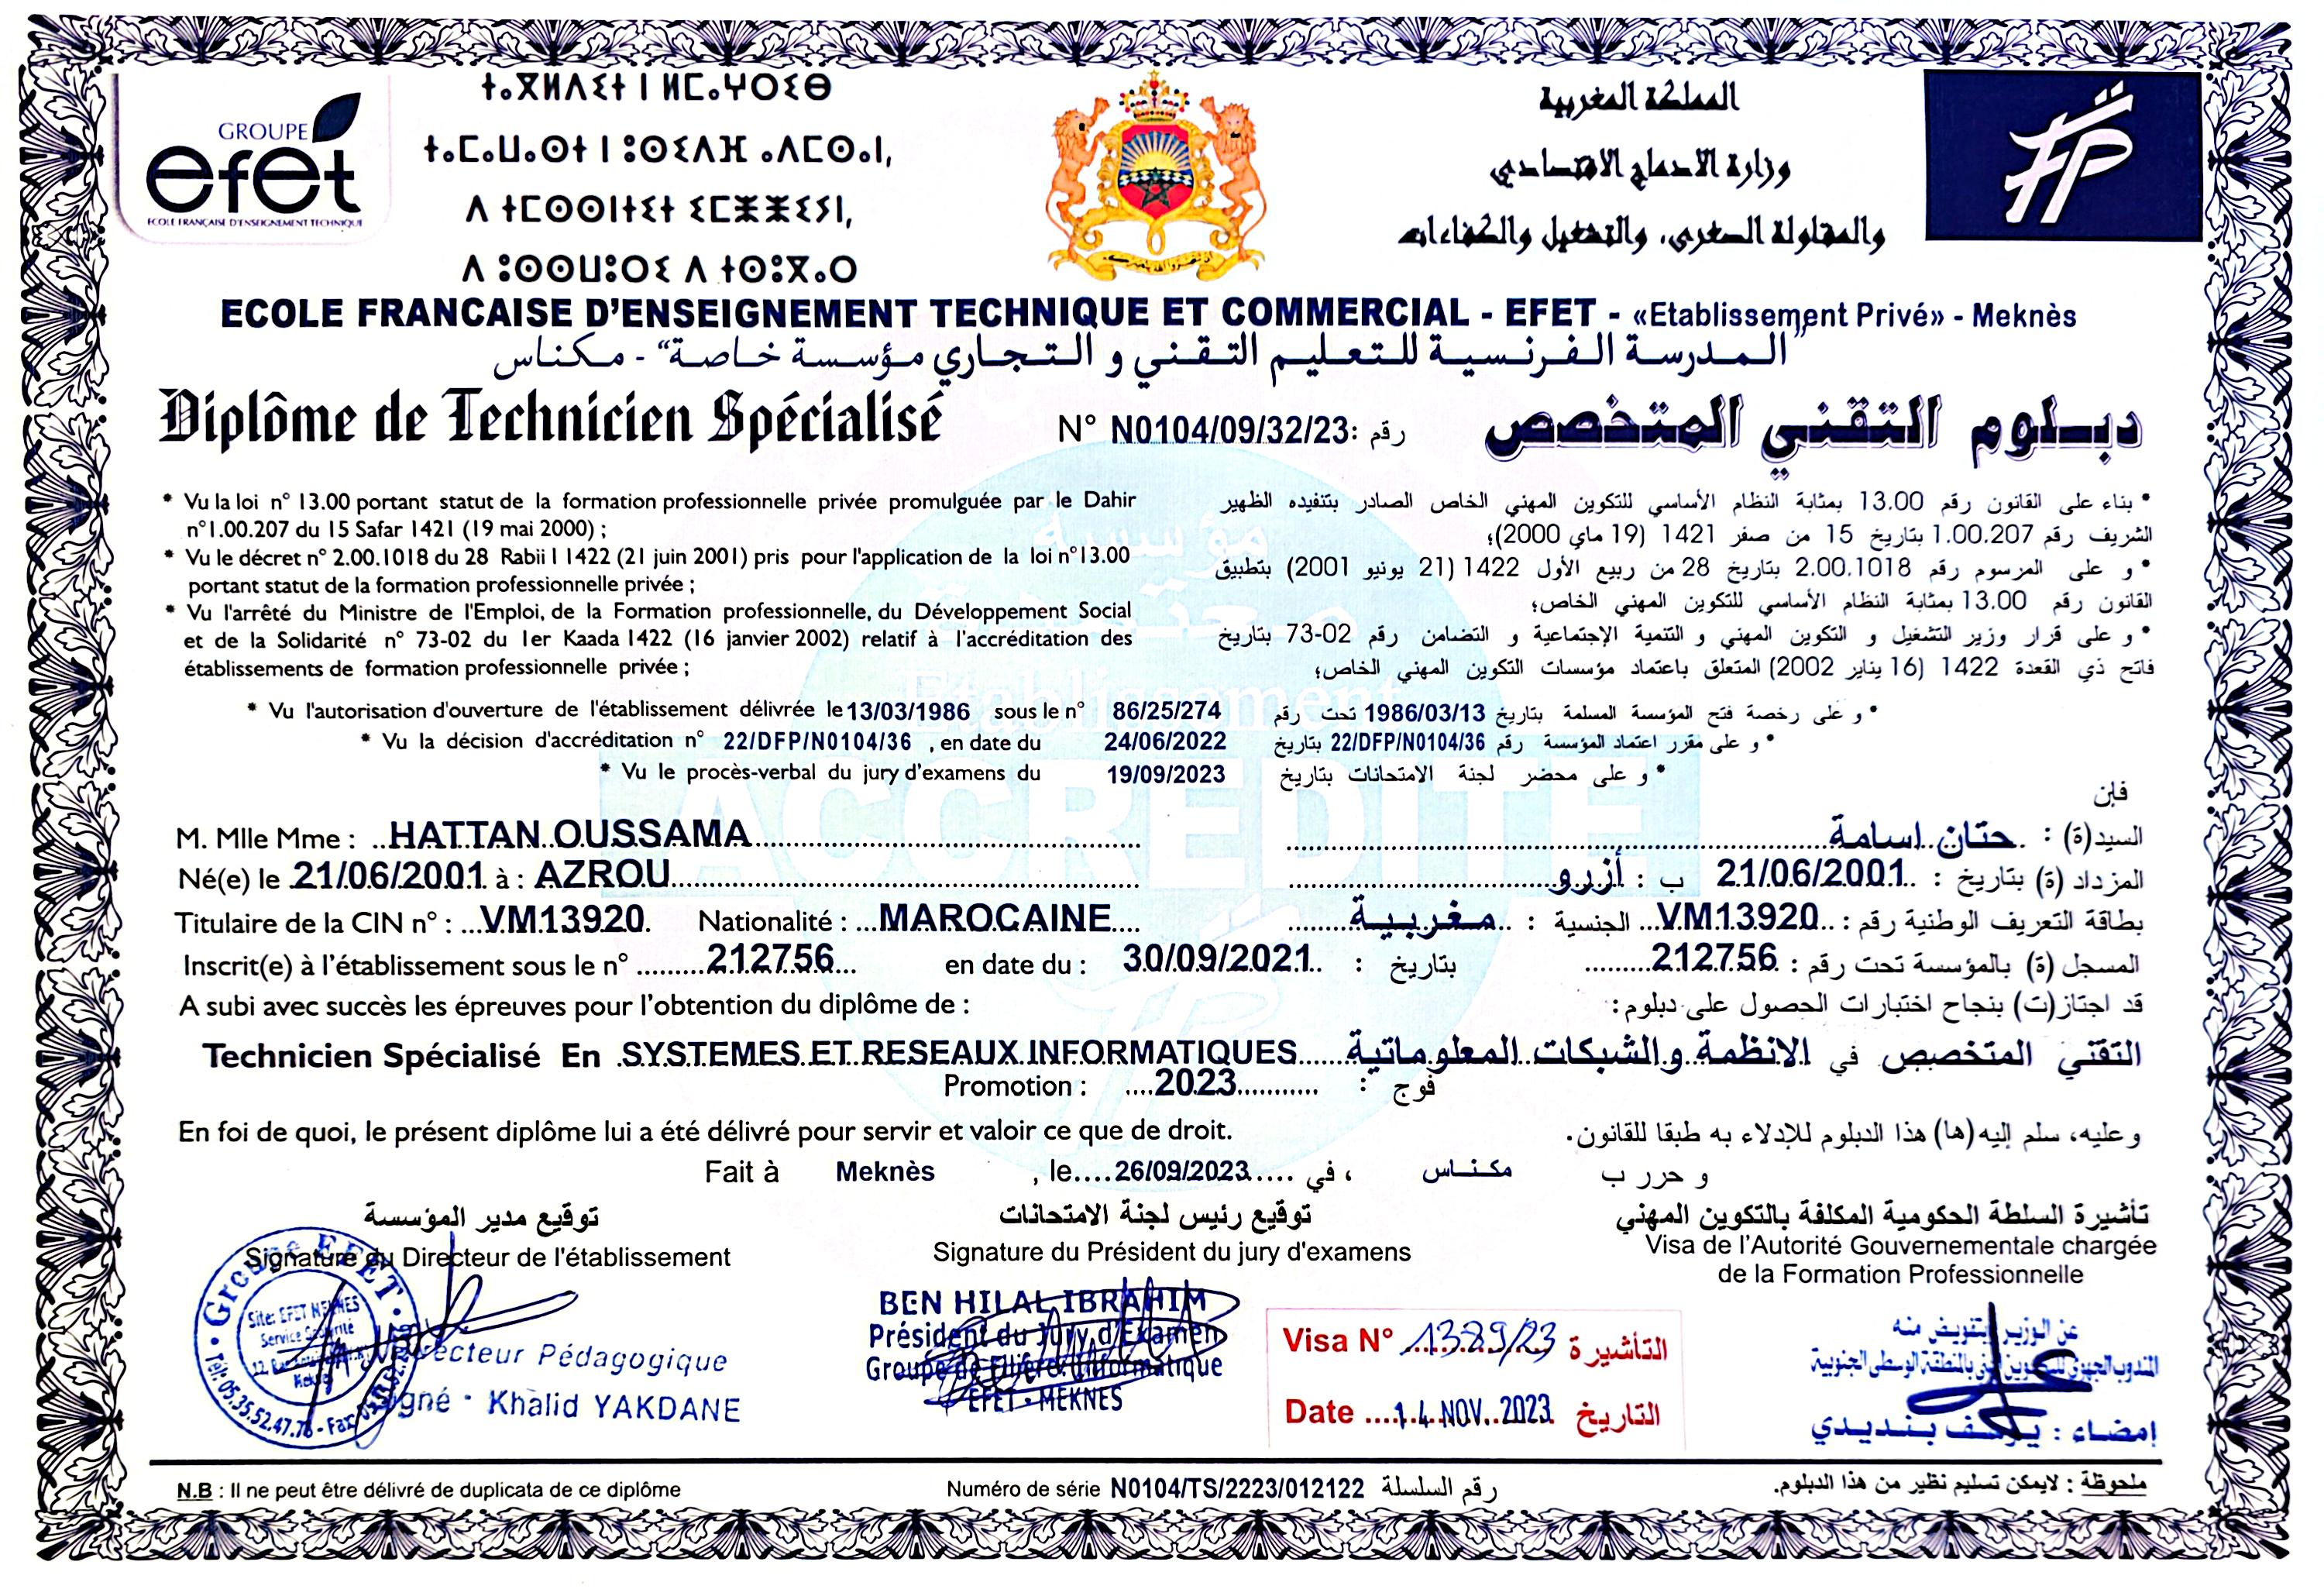 GROUPE
efet
ECOLE FRANCAISE D'ENSEIGNEMENT TECHNIQUE
ⵜⴰⴳⵍⴷⵉⵜ ⵏ ⵍⵎⴰⵖⵔⵉⴱ
ⵜⴰⵎⴰⵡⴰⵙⵜ ⵏ ⵓⵙⵉⴷⴼ ⴰⴷⵎⵙⴰⵏ,
ⴷ ⵜⵎⵙⵙⵏⵜⵉⵜ ⵉⵎⵥⵥⵉⵢⵏ,
ⴷ ⵓⵙⵙⵡⵓⵔⵉ ⴷ ⵜⵙⵓⴳⴰⵔ
المملكة المغربية
وزارة الادماج الاقتصادي
والمقاولة الصغرى، والتشغيل والكفاءات
FP
ECOLE FRANCAISE D'ENSEIGNEMENT TECHNIQUE ET COMMERCIAL - EFET - «Etablissement Privé» - Meknès
المدرسة الفرنسية للتعليم التقني و التجاري مؤسسة خاصة“ - مكناس”
Diplôme de Technicien Spécialisé
N° N0104/09/32/23: رقم
دبلوم التقني المتخصص
* Vu la loi n° 13.00 portant statut de la formation professionnelle privée promulguée par le Dahir
n°1.00.207 du 15 Safar 1421 (19 mai 2000) ;
* Vu le décret n° 2.00.1018 du 28 Rabii I 1422 (21 juin 2001) pris pour l'application de la loi n°13.00
portant statut de la formation professionnelle privée ;
* Vu l'arrêté du Ministre de l'Emploi, de la Formation professionnelle, du Développement Social
et de la Solidarité n° 73-02 du 1er Kaada 1422 (16 janvier 2002) relatif à l'accréditation des
établissements de formation professionnelle privée ;
* بناء على القانون رقم 13.00 بمثابة النظام الأساسي للتكوين المهني الخاص الصادر بتنفيده الظهير
الشريف رقم 1.00.207 بتاريخ 15 من صفر 1421 (19 ماي 2000)؛
* و على المرسوم رقم 2.00.1018 بتاريخ 28 من ربيع الأول 1422 (21 يونيو 2001) بتطبيق
القانون رقم 13.00 بمثابة النظام الأساسي للتكوين المهني الخاص؛
* و على قرار وزير التشغيل و التكوين المهني و التنمية الإجتماعية و التضامن رقم 73-02 بتاريخ
فاتح ذي القعدة 1422 (16 يناير 2002) المتعلق باعتماد مؤسسات التكوين المهني الخاص؛
* Vu l'autorisation d'ouverture de l'établissement délivrée le 13/03/1986 sous le n° 86/25/274
* و على رخصة فتح المؤسسة المسلمة بتاريخ 1986/03/13 تحت رقم
* Vu la décision d'accréditation n° 22/DFP/N0104/36 , en date du 24/06/2022
* و على مقرر اعتماد المؤسسة رقم 22/DFP/N0104/36 بتاريخ
* Vu le procès-verbal du jury d'examens du 19/09/2023
* و على محضر لجنة الامتحانات بتاريخ
مؤسسة
معتمدة
Etablissement
ACCREDITE
فإن
M. Mlle Mme : ..HATTAN OUSSAMA
السيد(ة) : حتان اسامة
Né(e) le 21/06/2001 à : AZROU
المزداد (ة) بتاريخ : 21/06/2001 ب : أزرو
Titulaire de la CIN n° : ...VM13920. Nationalité : ...MAROCAINE....
بطاقة التعريف الوطنية رقم : VM13920... الجنسية : مغربية
Inscrit(e) à l'établissement sous le n° .........212756... en date du : 30/09/2021
المسجل (ة) بالمؤسسة تحت رقم : 212756 بتاريخ :
A subi avec succès les épreuves pour l'obtention du diplôme de :
قد اجتاز(ت) بنجاح اختبارات الحصول على دبلوم:
Technicien Spécialisé En SYSTEMES ET RESEAUX INFORMATIQUES
التقني المتخصص في الانظمة والشبكات المعلوماتية
Promotion : ....2023........... : فوج
En foi de quoi, le présent diplôme lui a été délivré pour servir et valoir ce que de droit.
وعليه، سلم إليه(ها) هذا الدبلوم للإدلاء به طبقا للقانون.
Fait à Meknès , le....26/09/2023.....
و حرر ب مكناس ، في
توقيع مدير المؤسسة
Signature du Directeur de l'établissement
توقيع رئيس لجنة الامتحانات
Signature du Président du jury d'examens
تأشيرة السلطة الحكومية المكلفة بالتكوين المهني
Visa de l'Autorité Gouvernementale chargée
de la Formation Professionnelle
Groupe EFET
Site: EFET MEKNES
Meknès
Tél: 05.35.52.47.76 - Fax:
Directeur Pédagogique
Signé - Khalid YAKDANE
BEN HILAL IBRAHIM
Président du Jury d'Examen
Groupe de Filière: Informatique
EFET - MEKNES
Visa N° 1389/23 التأشيرة
Date ....14 NOV. 2023 التاريخ
عن الوزير بتفويض منه
المندوب الجهوي للتكوين المهني بالمنطقة الوسطى الجنوبية
إمضاء : يوسف بنديدي
N.B : Il ne peut être délivré de duplicata de ce diplôme
Numéro de série N0104/TS/2223/012122 رقم السلسلة
ملحوظة : لايمكن تسليم نظير من هذا الدبلوم.